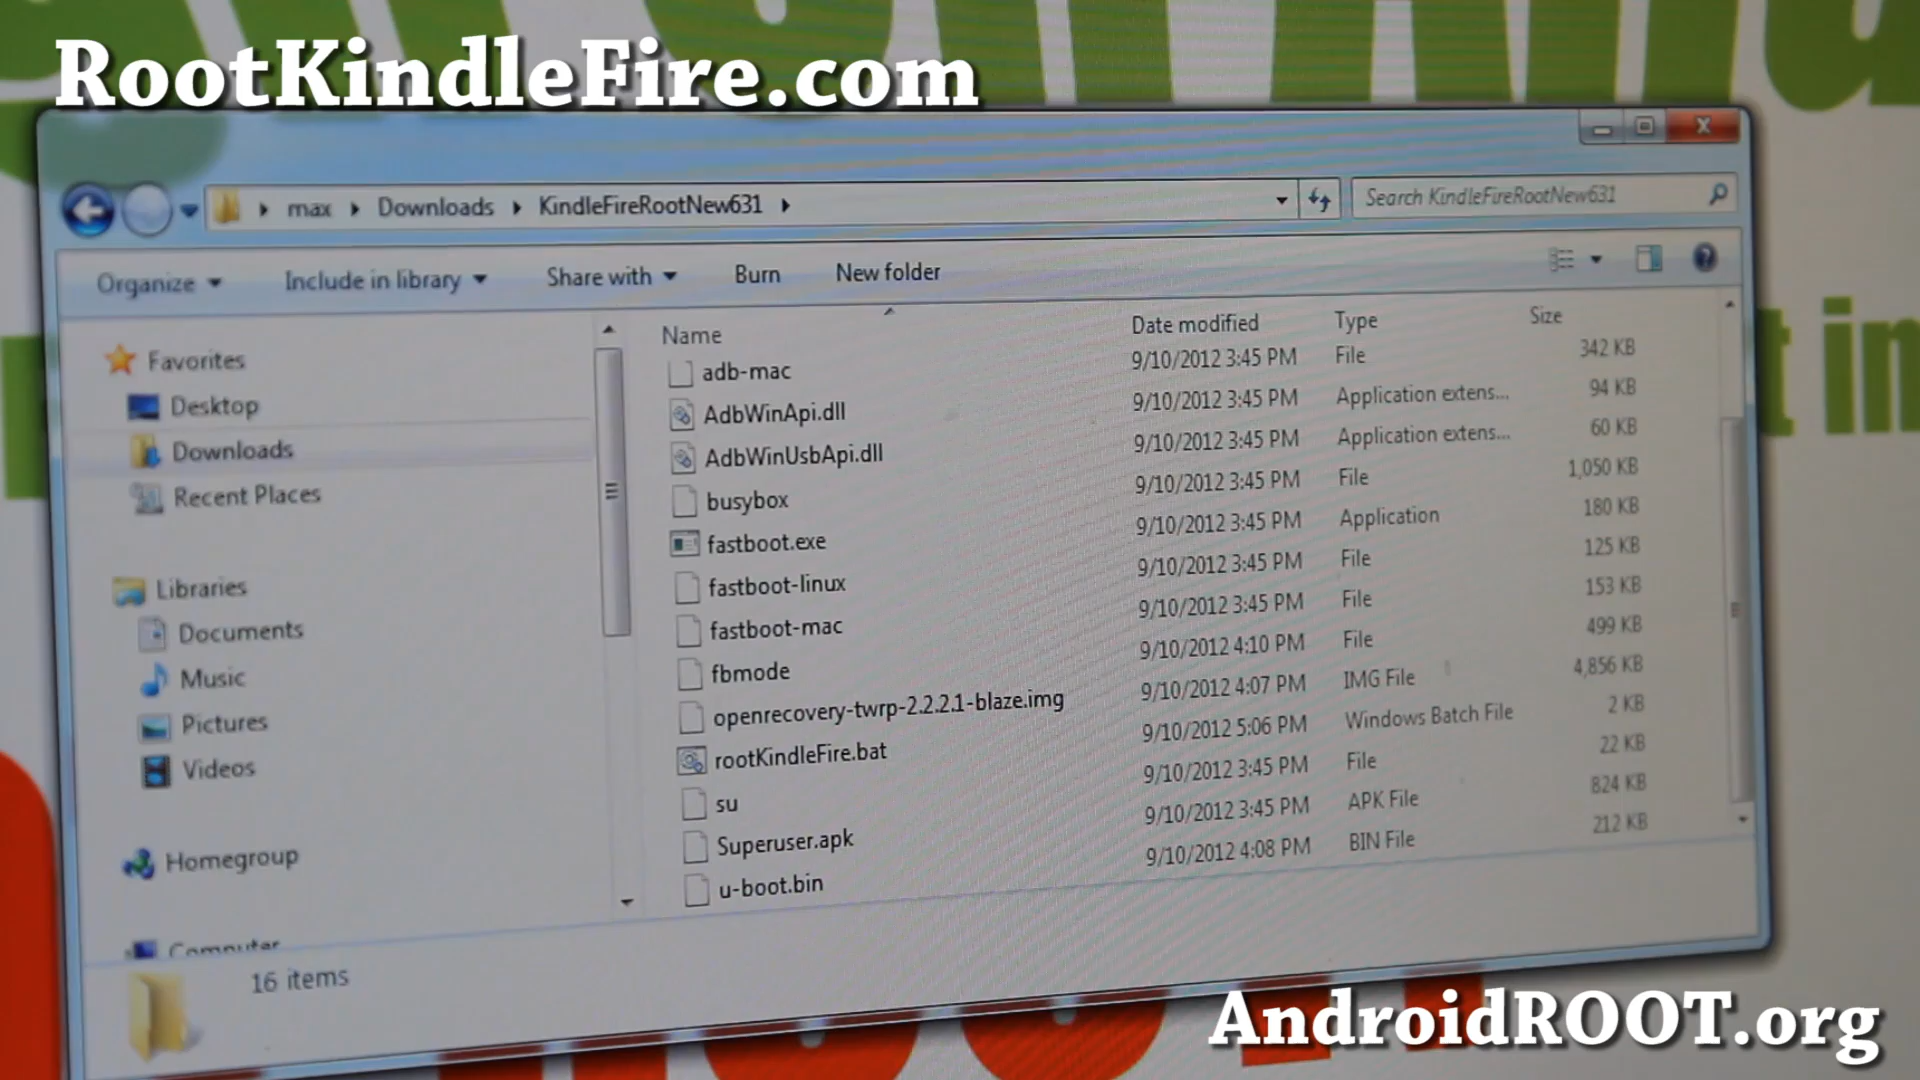 RootKindleFire.com
max Downloads KindleFireRootNew631
Search KindleFireRootNew631
Organize Include in library Share with Burn New folder
Name Date modified Type Size
Favorites
Desktop
Downloads
Recent Places
Libraries
Documents
Music
Pictures
Videos
Homegroup
Computer
adb-mac 9/10/2012 3:45 PM File 342 KB
AdbWinApi.dll 9/10/2012 3:45 PM Application extens... 94 KB
AdbWinUsbApi.dll 9/10/2012 3:45 PM Application extens... 60 KB
busybox 9/10/2012 3:45 PM File 1,050 KB
fastboot.exe 9/10/2012 3:45 PM Application 180 KB
fastboot-linux 9/10/2012 3:45 PM File 125 KB
fastboot-mac 9/10/2012 3:45 PM File 153 KB
fbmode 9/10/2012 4:10 PM File 499 KB
openrecovery-twrp-2.2.2.1-blaze.img 9/10/2012 4:07 PM IMG File 4,856 KB
rootKindleFire.bat 9/10/2012 5:06 PM Windows Batch File 2 KB
su 9/10/2012 3:45 PM File 22 KB
Superuser.apk 9/10/2012 3:45 PM APK File 824 KB
u-boot.bin 9/10/2012 4:08 PM BIN File 212 KB
16 items
AndroidROOT.org